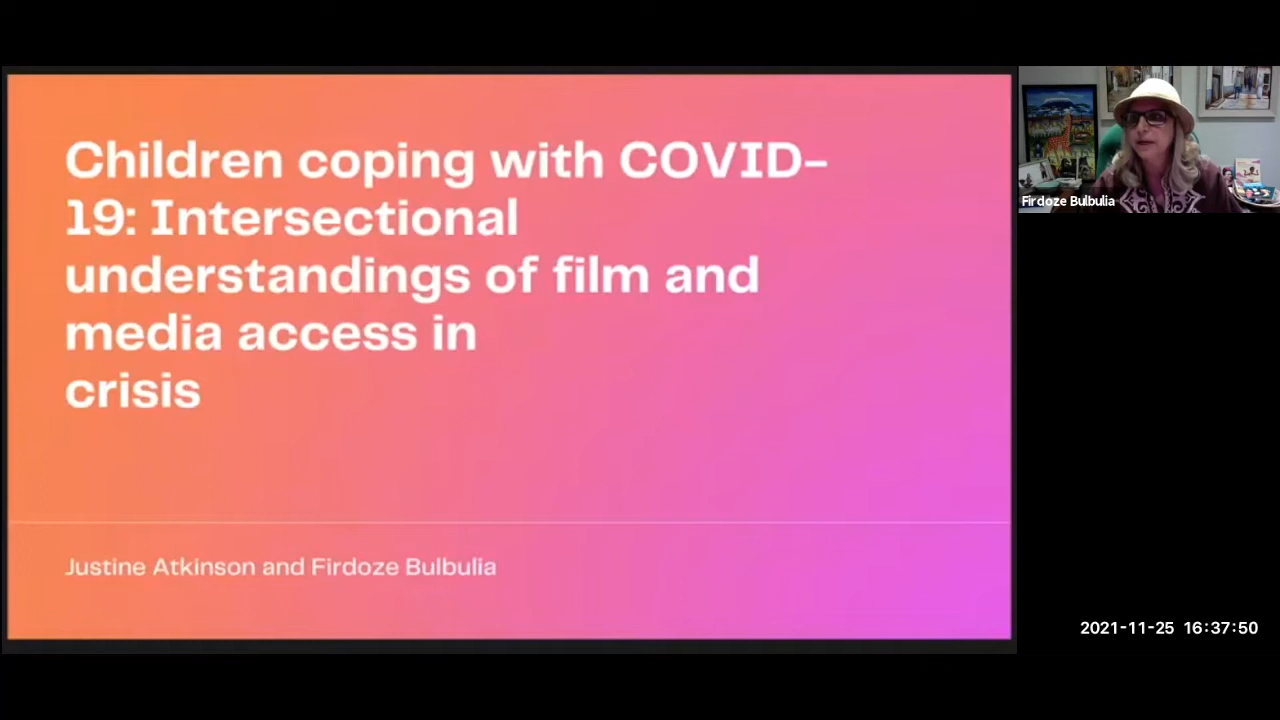 Children coping with COVID-
19: Intersectional
understandings of film and
media access in
crisis
Justine Atkinson and Firdoze Bulbulia
Firdoze Bulbulia
2021-11-25 16:37:50